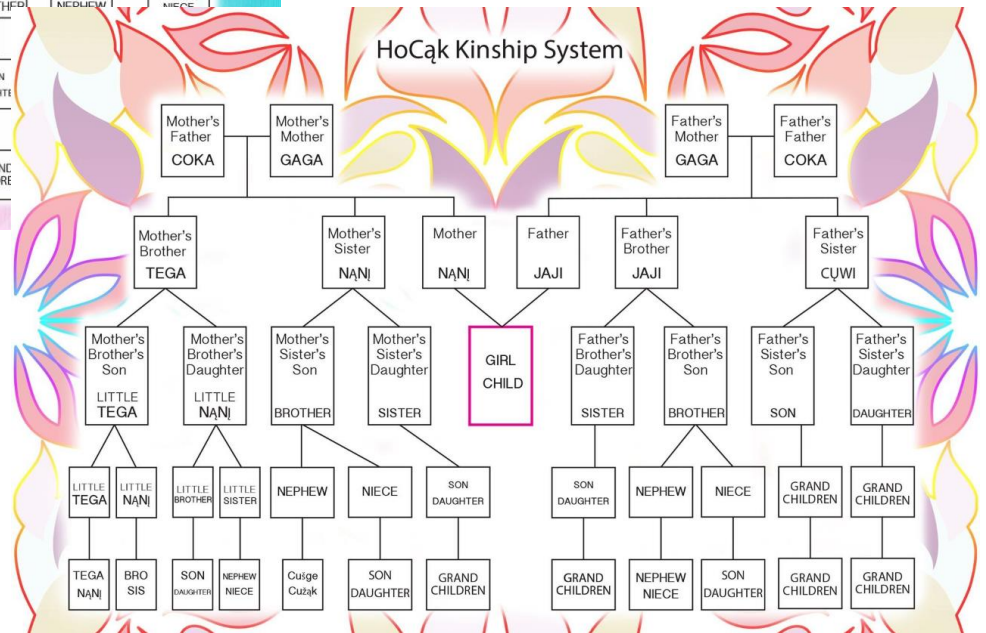 NEPHEW
NIECE
HoCąk Kinship System
Mother's
Father
COKA
Mother's
Mother
GAGA
Father's
Mother
GAGA
Father's
Father
COKA
Mother's
Brother
TEGA
Mother's
Sister
NĄNĮ
Mother
NĄNĮ
Father
JAJI
Father's
Brother
JAJI
Father's
Sister
CŲWI
Mother's
Brother's
Son
LITTLE
TEGA
Mother's
Brother's
Daughter
LITTLE
NĄNĮ
Mother's
Sister's
Son
BROTHER
Mother's
Sister's
Daughter
SISTER
GIRL
CHILD
Father's
Brother's
Daughter
SISTER
Father's
Brother's
Son
BROTHER
Father's
Sister's
Son
SON
Father's
Sister's
Daughter
DAUGHTER
LITTLE
TEGA
LITTLE
NĄNĮ
LITTLE
BROTHER
LITTLE
SISTER
NEPHEW
NIECE
SON
DAUGHTER
SON
DAUGHTER
NEPHEW
NIECE
GRAND
CHILDREN
GRAND
CHILDREN
TEGA
NĄNĮ
BRO
SIS
SON
DAUGHTER
NEPHEW
NIECE
Cušge
Cužąk
SON
DAUGHTER
GRAND
CHILDREN
GRAND
CHILDREN
NEPHEW
NIECE
SON
DAUGHTER
GRAND
CHILDREN
GRAND
CHILDREN